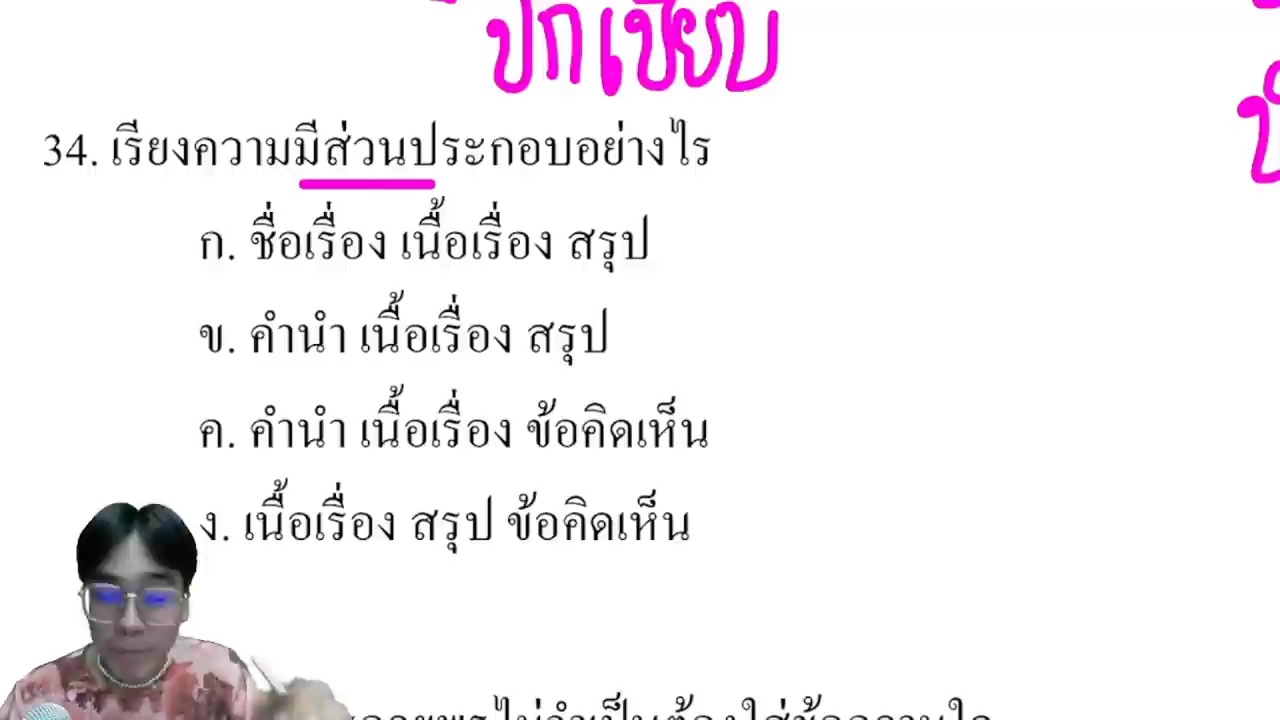 ปักเปียบ
34. เรียงความมีส่วนประกอบอย่างไร
ก. ชื่อเรื่อง เนื้อเรื่อง สรุป
ข. คำนำ เนื้อเรื่อง สรุป
ค. คำนำ เนื้อเรื่อง ข้อคิดเห็น
ง. เนื้อเรื่อง สรุป ข้อคิดเห็น